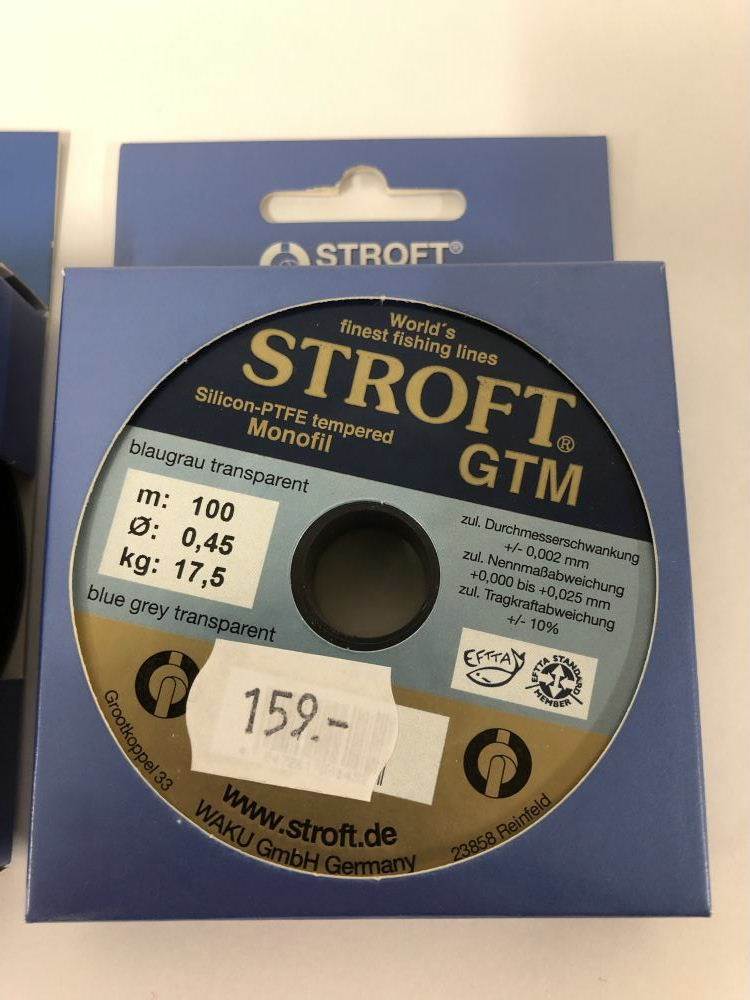 STROFT®
World´s
finest fishing lines
STROFT®
GTM
Silicon-PTFE tempered
Monofil
blaugrau transparent
m: 100
Ø: 0,45
kg: 17,5
blue grey transparent
zul. Durchmesserschwankung
+/- 0,002 mm
zul. Nennmaßabweichung
+0,000 bis +0,025 mm
zul. Tragkraftabweichung
+/- 10%
EFTTA
EFTTA STANDARD
MEMBER
159.-
Grootkoppel 33
www.stroft.de
WAKU GmbH Germany
23858 Reinfeld